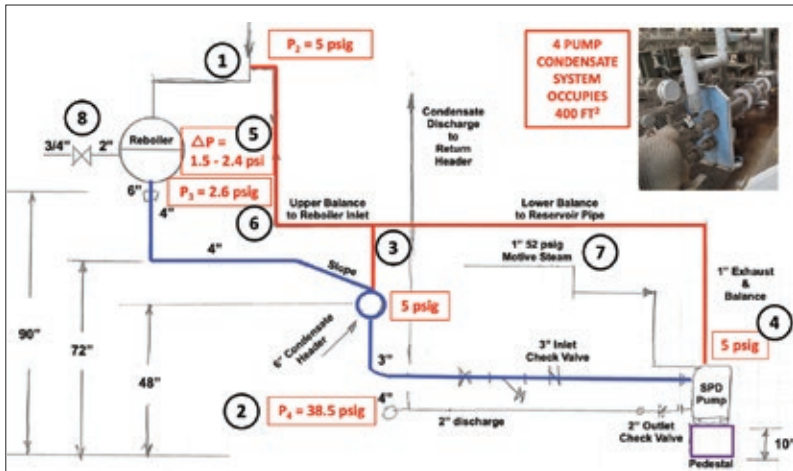 1
P2 = 5 psig
4 PUMP
CONDENSATE
SYSTEM
OCCUPIES
400 FT²
Condensate
Discharge
to
Return
Header
8
3/4"
2"
Reboiler
5
ΔP =
1.5 - 2.4 psi
6"
P3 = 2.6 psig
4"
6
Upper Balance
to Reboiler Inlet
Lower Balance
to Reservoir Pipe
3
7
1" 52 psig
Motive Steam
4"
Slope
1" Exhaust
&
Balance
4
90"
72"
48"
5 psig
5 psig
6" Condensate
Header
3"
3" Inlet
Check Valve
SPD
Pump
2
P4 = 38.5 psig
4"
2" discharge
2" Outlet
Check Valve
10"
Pedestal